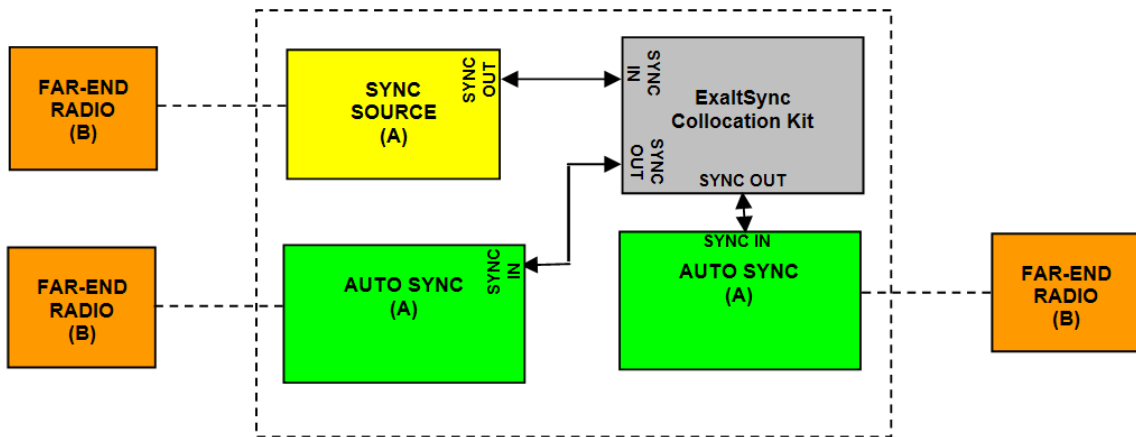 FAR-END
RADIO
(B)
SYNC
SOURCE
(A)
SYNC
OUT
SYNC
IN
ExaltSync
Collocation Kit
SYNC
OUT
SYNC OUT
FAR-END
RADIO
(B)
AUTO SYNC
(A)
SYNC
IN
SYNC IN
AUTO SYNC
(A)
FAR-END
RADIO
(B)